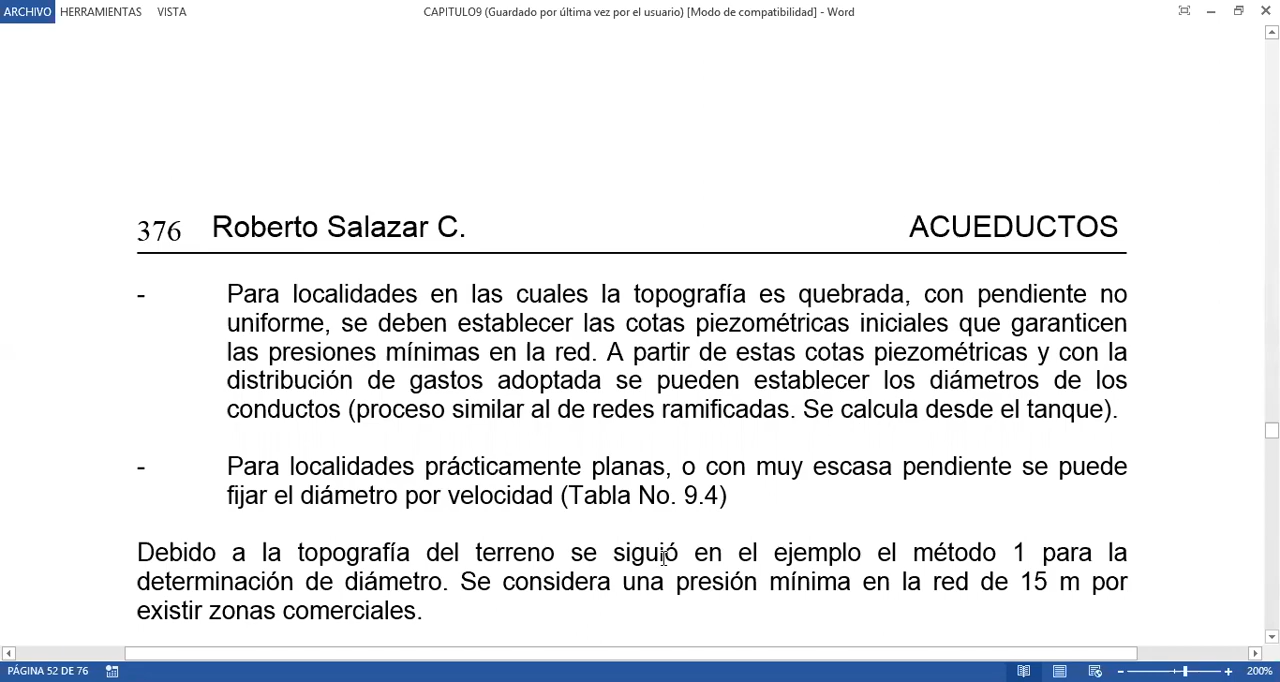 ARCHIVO HERRAMIENTAS VISTA CAPITULO9 (Guardado por última vez por el usuario) [Modo de compatibilidad] - Word
376 Roberto Salazar C. ACUEDUCTOS
- Para localidades en las cuales la topografía es quebrada, con pendiente no
uniforme, se deben establecer las cotas piezométricas iniciales que garanticen
las presiones mínimas en la red. A partir de estas cotas piezométricas y con la
distribución de gastos adoptada se pueden establecer los diámetros de los
conductos (proceso similar al de redes ramificadas. Se calcula desde el tanque).
- Para localidades prácticamente planas, o con muy escasa pendiente se puede
fijar el diámetro por velocidad (Tabla No. 9.4)
Debido a la topografía del terreno se siguió en el ejemplo el método 1 para la
determinación de diámetro. Se considera una presión mínima en la red de 15 m por
existir zonas comerciales.
PÁGINA 52 DE 76 200%